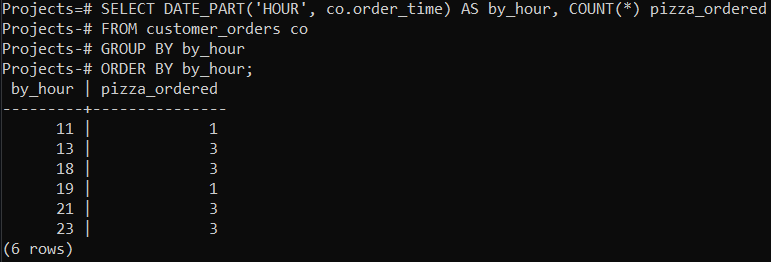 Projects=# SELECT DATE_PART('HOUR', co.order_time) AS by_hour, COUNT(*) pizza_ordered
Projects-# FROM customer_orders co
Projects-# GROUP BY by_hour
Projects-# ORDER BY by_hour;
 by_hour | pizza_ordered
---------+---------------
      11 |             1
      13 |             3
      18 |             3
      19 |             1
      21 |             3
      23 |             3
(6 rows)